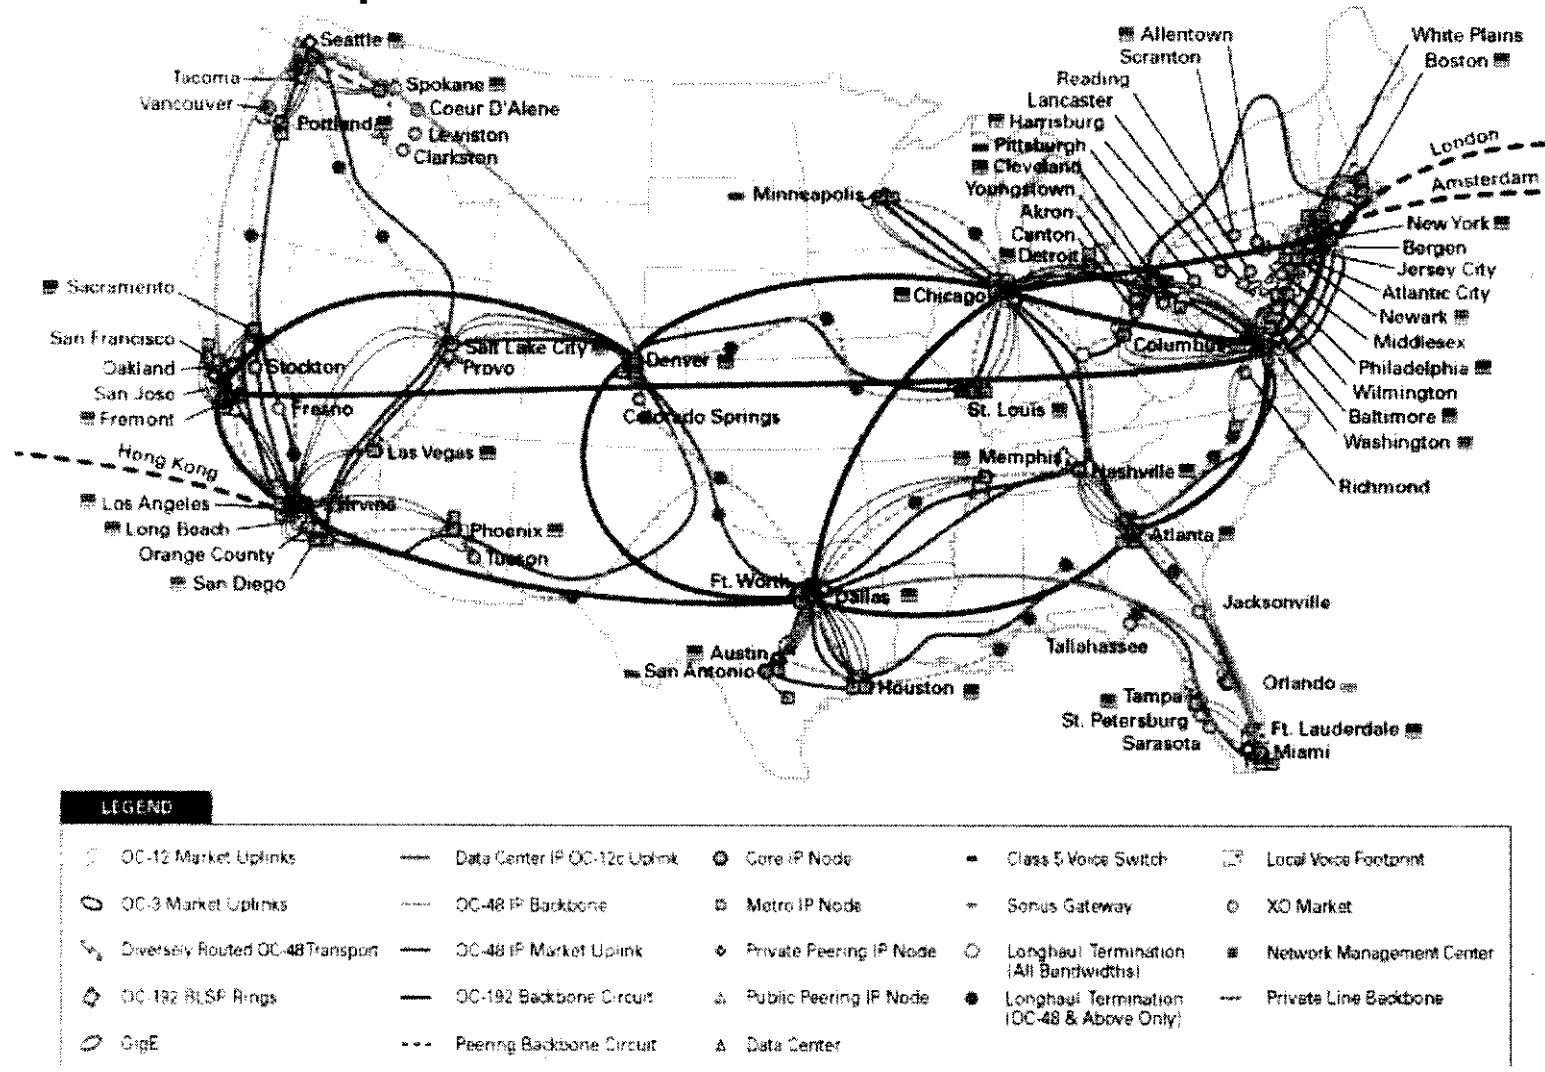 Seattle
Tacoma
Spokane
Vancouver
Coeur D'Alene
Portland
Lewiston
Clarkston
Allentown
Scranton
White Plains
Boston
Reading
Lancaster
Harrisburg
Pittsburgh
Cleveland
Youngstown
Akron
Canton
Detroit
London
Amsterdam
Minneapolis
New York
Bergen
Jersey City
Atlantic City
Newark
Middlesex
Philadelphia
Wilmington
Baltimore
Washington
Richmond
Sacramento
San Francisco
Oakland
San Jose
Fremont
Stockton
Fresno
Salt Lake City
Provo
Denver
Colorado Springs
Chicago
Columbus
St. Louis
Hong Kong
Las Vegas
Memphis
Nashville
Los Angeles
Irvine
Long Beach
Orange County
San Diego
Phoenix
Tucson
Ft. Worth
Dallas
Atlanta
Jacksonville
Tallahassee
Austin
San Antonio
Houston
Orlando
Tampa
St. Petersburg
Sarasota
Ft. Lauderdale
Miami
LEGEND
OC-12 Market Uplinks
OC-3 Market Uplinks
Diversely Routed OC-48 Transport
OC-192 BLSR Rings
GigE
Data Center IP OC-12c Uplink
OC-48 IP Backbone
OC-48 IP Market Uplink
OC-192 Backbone Circuit
Peering Backbone Circuit
Core IP Node
Metro IP Node
Private Peering IP Node
Public Peering IP Node
Data Center
Class 5 Voice Switch
Sonus Gateway
Longhaul Termination
(All Bandwidths)
Longhaul Termination
(OC-48 & Above Only)
Local Voice Footprint
XO Market
Network Management Center
Private Line Backbone